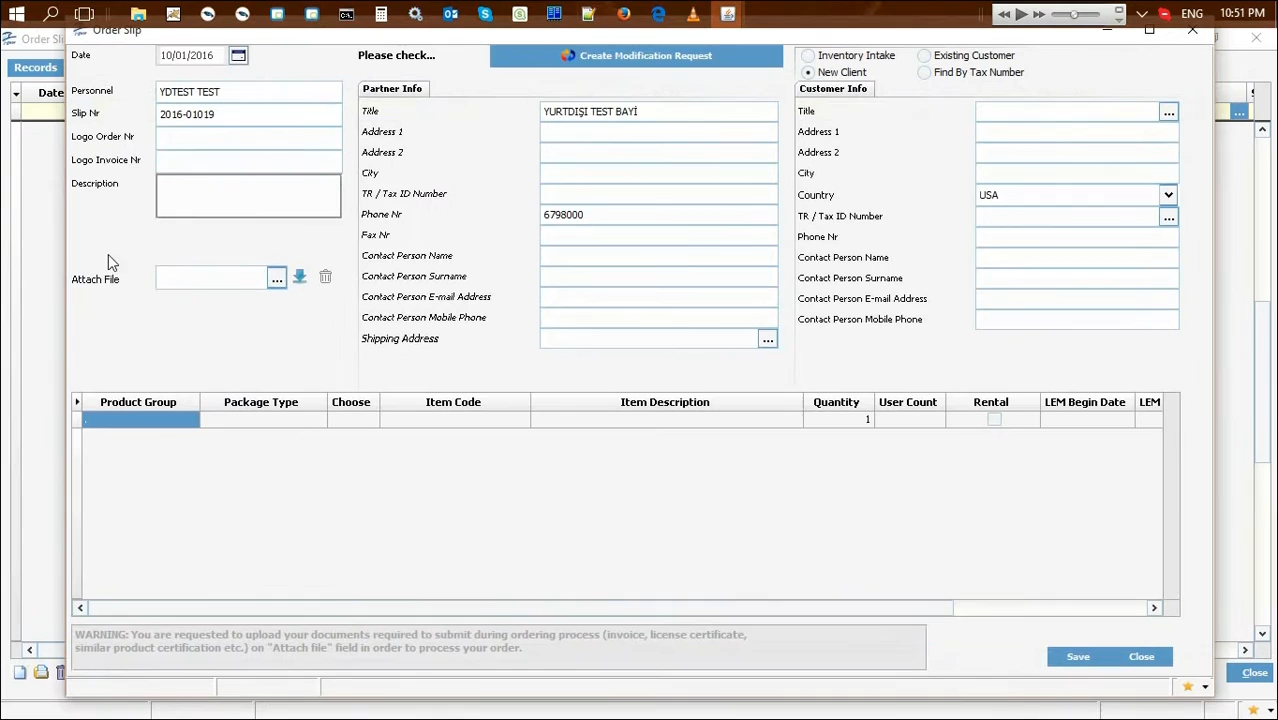 ENG
10:51 PM
Order Sl
Order Slip
Records
Date
Date 10/01/2016
Please check...
Create Modification Request
Inventory Intake
Existing Customer
New Client
Find By Tax Number
Personnel YDTEST TEST
Slip Nr 2016-01019
Logo Order Nr
Logo Invoice Nr
Description
Attach File ...
Partner Info
Title YURTDIŞI TEST BAYİ
Address 1
Address 2
City
TR / Tax ID Number
Phone Nr 6798000
Fax Nr
Contact Person Name
Contact Person Surname
Contact Person E-mail Address
Contact Person Mobile Phone
Shipping Address ...
Customer Info
Title ...
Address 1
Address 2
City
Country USA
TR / Tax ID Number ...
Phone Nr
Contact Person Name
Contact Person Surname
Contact Person E-mail Address
Contact Person Mobile Phone
...
Product Group Package Type Choose Item Code Item Description Quantity User Count Rental LEM Begin Date LEM
. 1
WARNING: You are requested to upload your documents required to submit during ordering process (invoice, license certificate,
similar product certification etc.) on "Attach file" field in order to process your order.
Save Close
Close